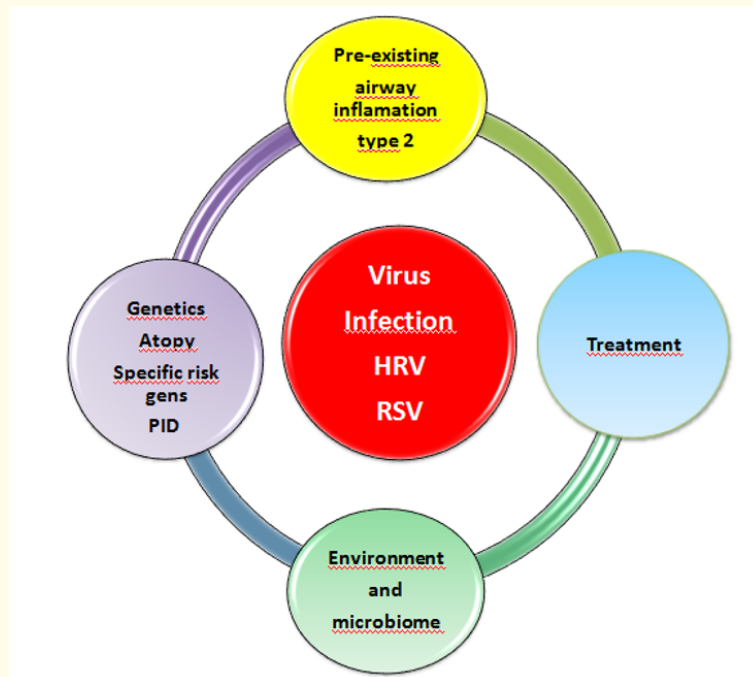 Pre-existing
airway
inflamation
type 2
Virus
Infection
HRV
RSV
Genetics
Atopy
Specific risk
gens
PID
Treatment
Environment
and
microbiome